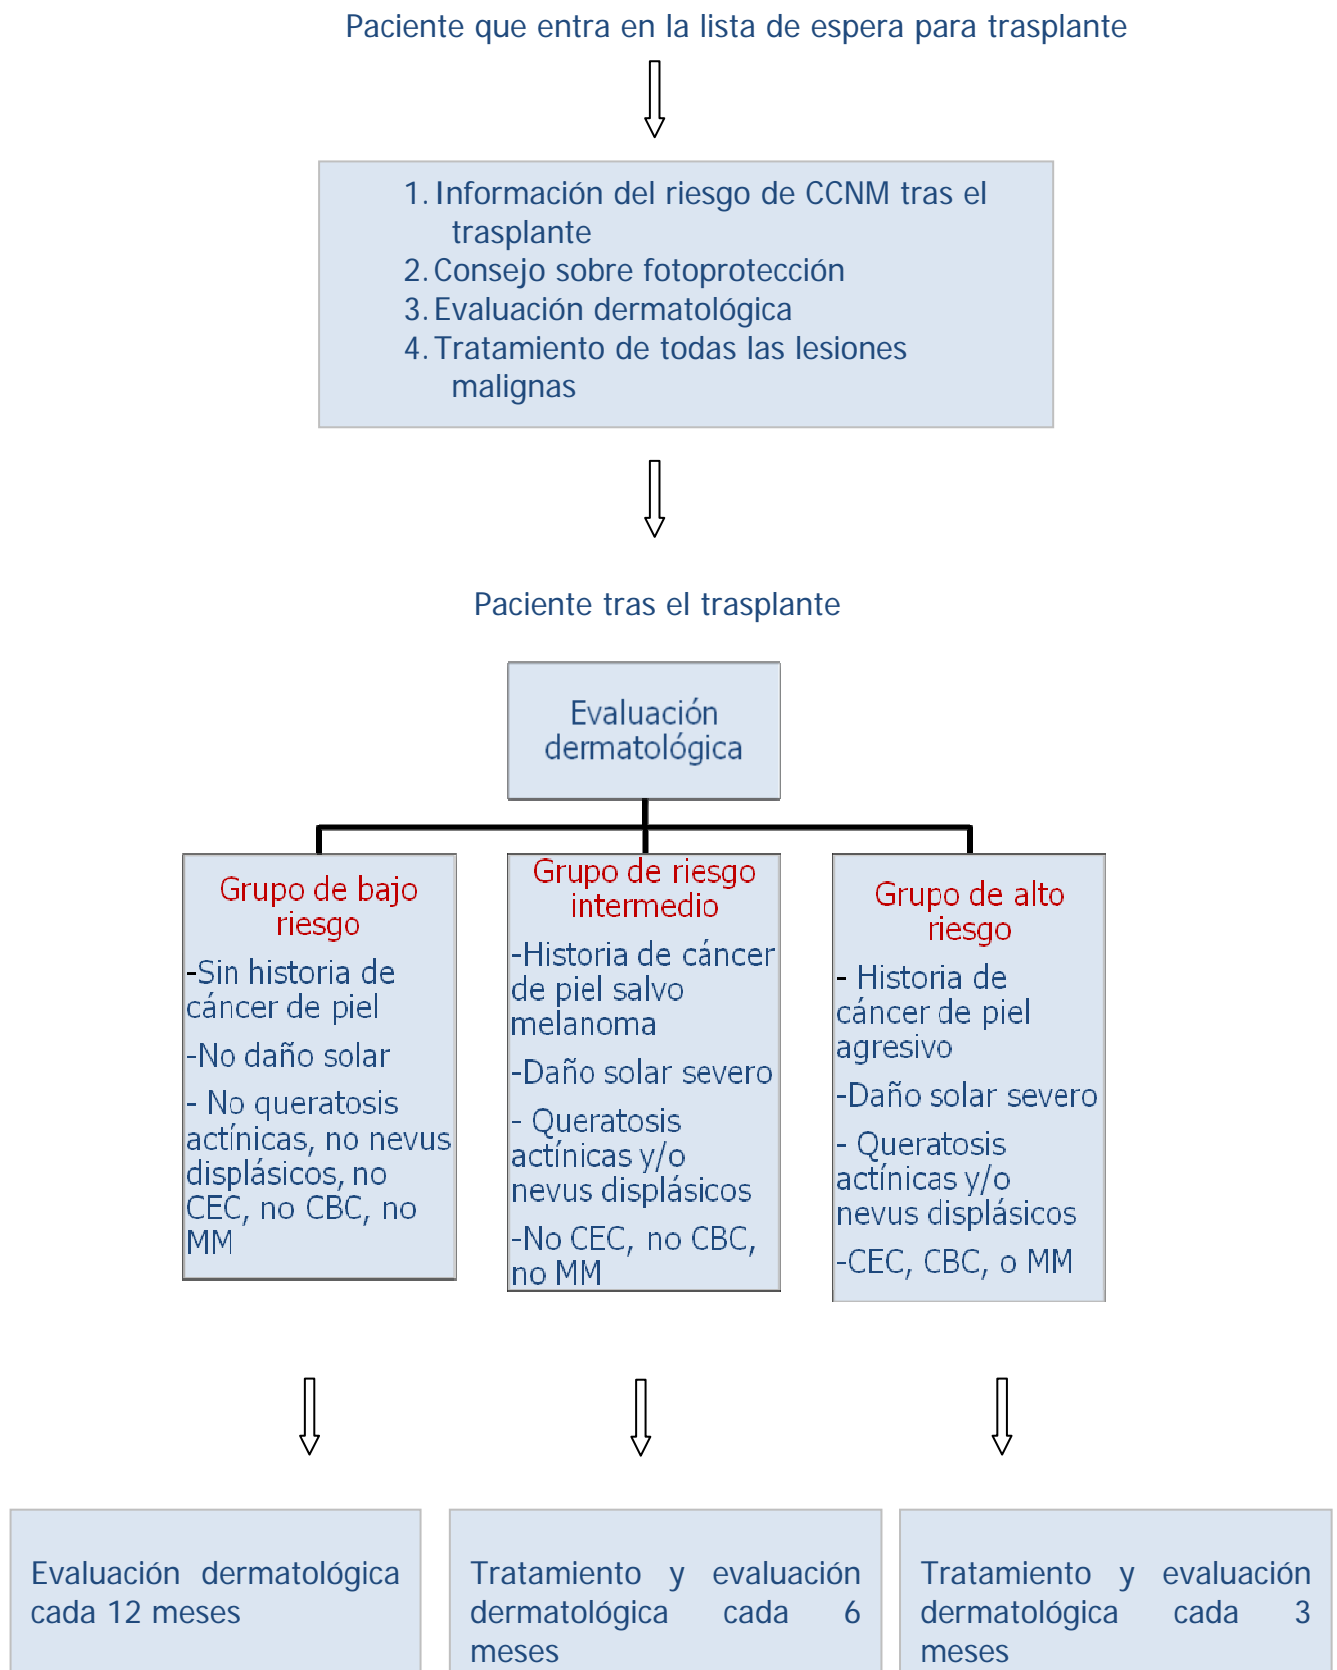 Paciente que entra en la lista de espera para trasplante
1. Información del riesgo de CCNM tras el
trasplante
2. Consejo sobre fotoprotección
3. Evaluación dermatológica
4. Tratamiento de todas las lesiones
malignas
Paciente tras el trasplante
Evaluación
dermatológica
Grupo de bajo
riesgo
-Sin historia de
cáncer de piel
-No daño solar
- No queratosis
actínicas, no nevus
displásicos, no
CEC, no CBC, no
MM
Grupo de riesgo
intermedio
-Historia de cáncer
de piel salvo
melanoma
-Daño solar severo
- Queratosis
actínicas y/o
nevus displásicos
-No CEC, no CBC,
no MM
Grupo de alto
riesgo
- Historia de
cáncer de piel
agresivo
-Daño solar severo
- Queratosis
actínicas y/o
nevus displásicos
-CEC, CBC, o MM
Evaluación dermatológica
cada 12 meses
Tratamiento y evaluación
dermatológica cada 6
meses
Tratamiento y evaluación
dermatológica cada 3
meses